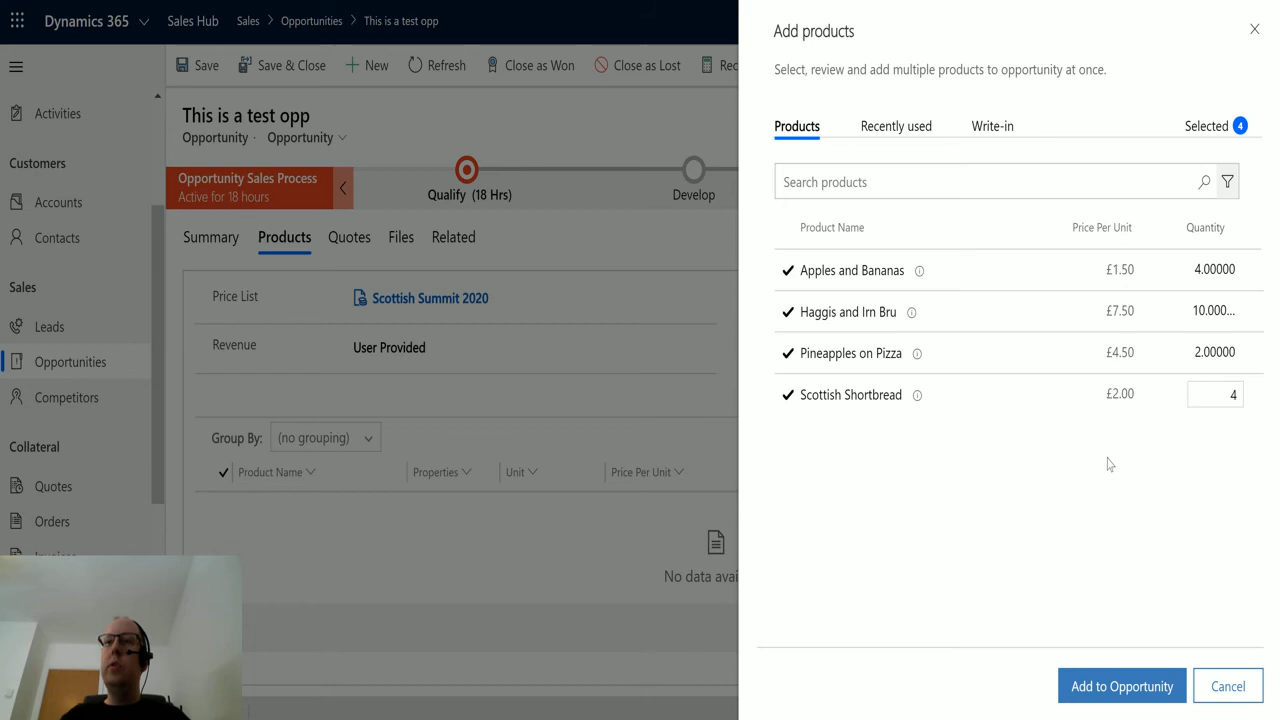 Dynamics 365
Sales Hub
Sales > Opportunities > This is a test opp
Save
Save & Close
New
Refresh
Close as Won
Close as Lost
Rec
Activities
Customers
Accounts
Contacts
Sales
Leads
Opportunities
Competitors
Collateral
Quotes
Orders
This is a test opp
Opportunity · Opportunity
Opportunity Sales Process
Active for 18 hours
Qualify (18 Hrs)
Develop
Summary Products Quotes Files Related
Price List Scottish Summit 2020
Revenue User Provided
Group By: (no grouping)
Product Name Properties Unit Price Per Unit
No data avai
Add products
Select, review and add multiple products to opportunity at once.
Products Recently used Write-in Selected 4
Search products
Product Name Price Per Unit Quantity
Apples and Bananas £1.50 4.00000
Haggis and Irn Bru £7.50 10.000...
Pineapples on Pizza £4.50 2.00000
Scottish Shortbread £2.00 4
Add to Opportunity Cancel